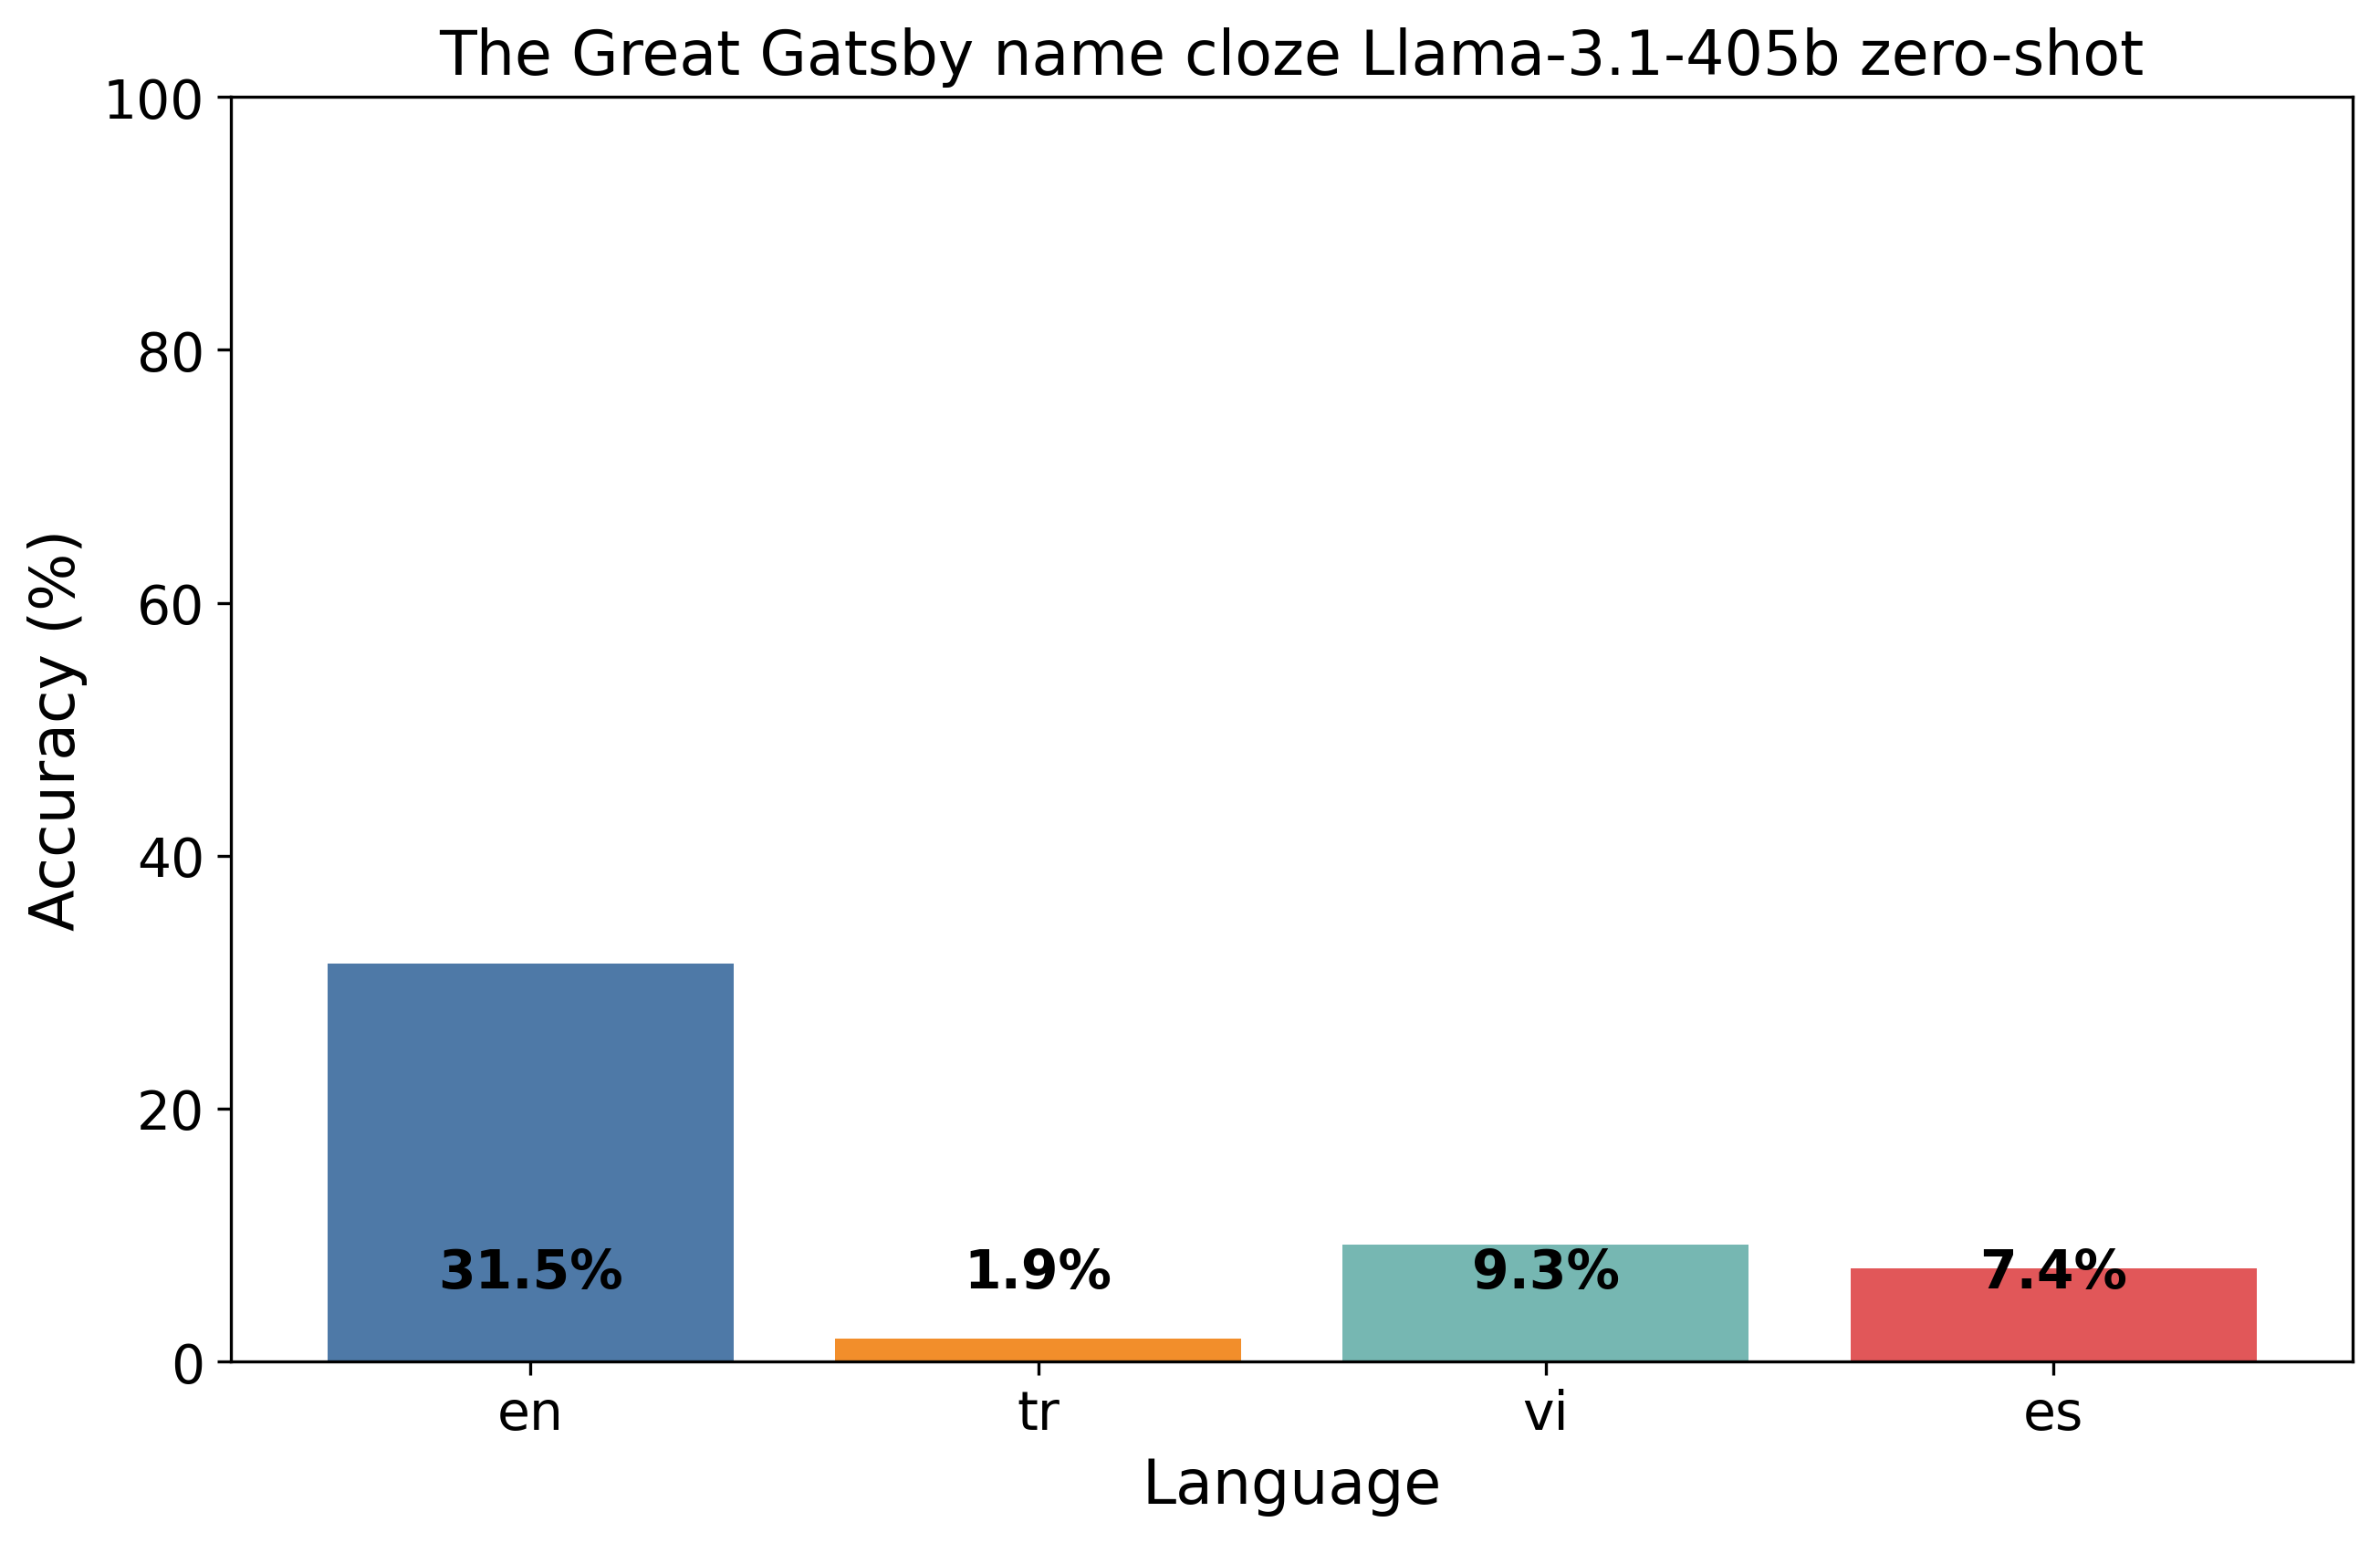 The Great Gatsby name cloze Llama-3.1-405b zero-shot
100
80
60
40
20
0
Accuracy (%)
31.5%
1.9%
9.3%
7.4%
en
tr
vi
es
Language